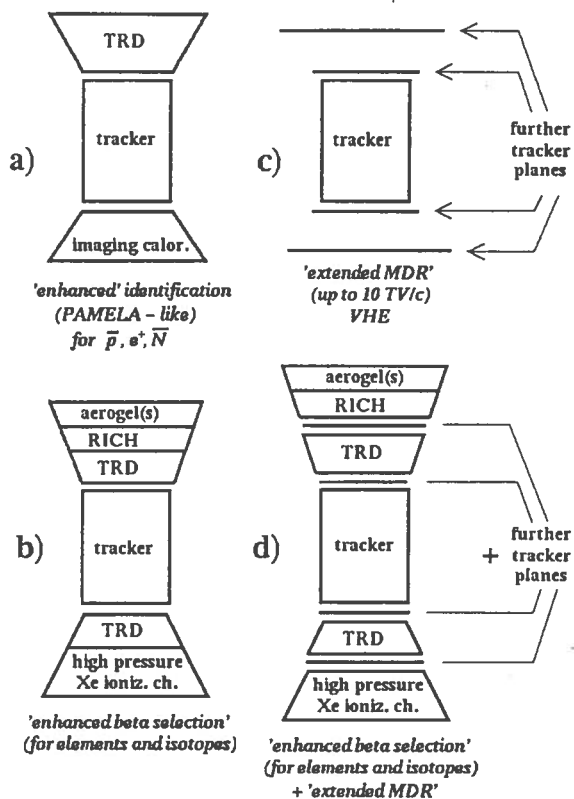 a)
TRD
tracker
imaging calor.
'enhanced' identification
(PAMELA – like)
for p̅ , e⁺, N̅
c)
tracker
further
tracker
planes
'extended MDR'
(up to 10 TV/c)
VHE
b)
aerogel(s)
RICH
TRD
tracker
TRD
high pressure
Xe ioniz. ch.
'enhanced beta selection'
(for elements and isotopes)
d)
aerogel(s)
RICH
TRD
tracker
TRD
high pressure
Xe ioniz. ch.
+
further
tracker
planes
'enhanced beta selection'
(for elements and isotopes)
+ 'extended MDR'